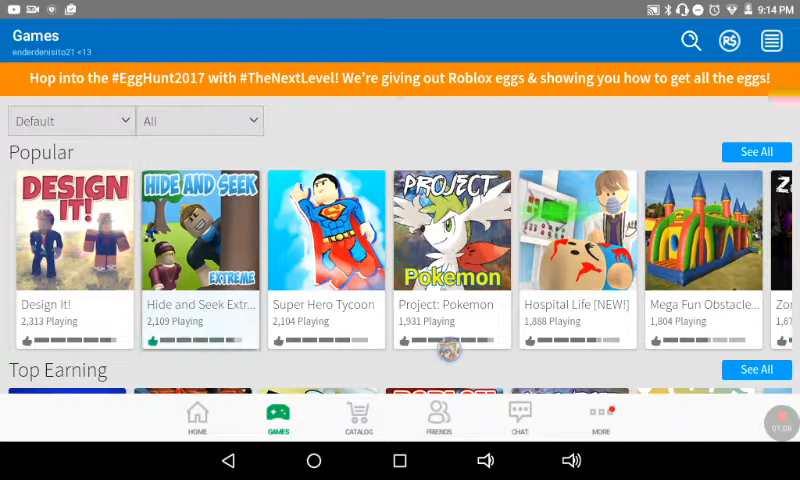 9:14 PM
Games
enderdenisito21 <13
R$
Hop into the #EggHunt2017 with #TheNextLevel! We're giving out Roblox eggs & showing you how to get all the eggs!
Default
All
Popular
See All
DESIGN IT!
HIDE AND SEEK
EXTREME
PROJECT:
Pokemon
Design It!
Hide and Seek Extr...
Super Hero Tycoon
Project: Pokemon
Hospital Life [NEW!]
Mega Fun Obstacle...
2,313 Playing
2,109 Playing
2,104 Playing
1,931 Playing
1,888 Playing
1,804 Playing
Top Earning
See All
HOME
GAMES
CATALOG
FRIENDS
CHAT
MORE